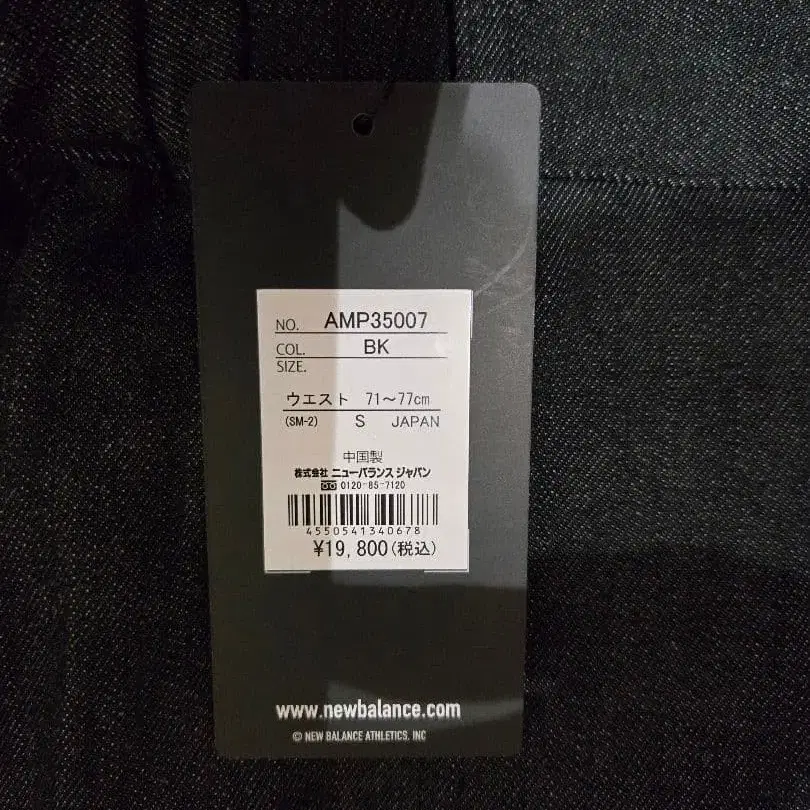 NO. AMP35007
COL. BK
SIZE.
ウエスト 71～77cm
(SM-2) S JAPAN
中国製
株式会社 ニューバランス ジャパン
0120-85-7120
4550541340678
¥19,800(税込)
www.newbalance.com
© NEW BALANCE ATHLETICS, INC